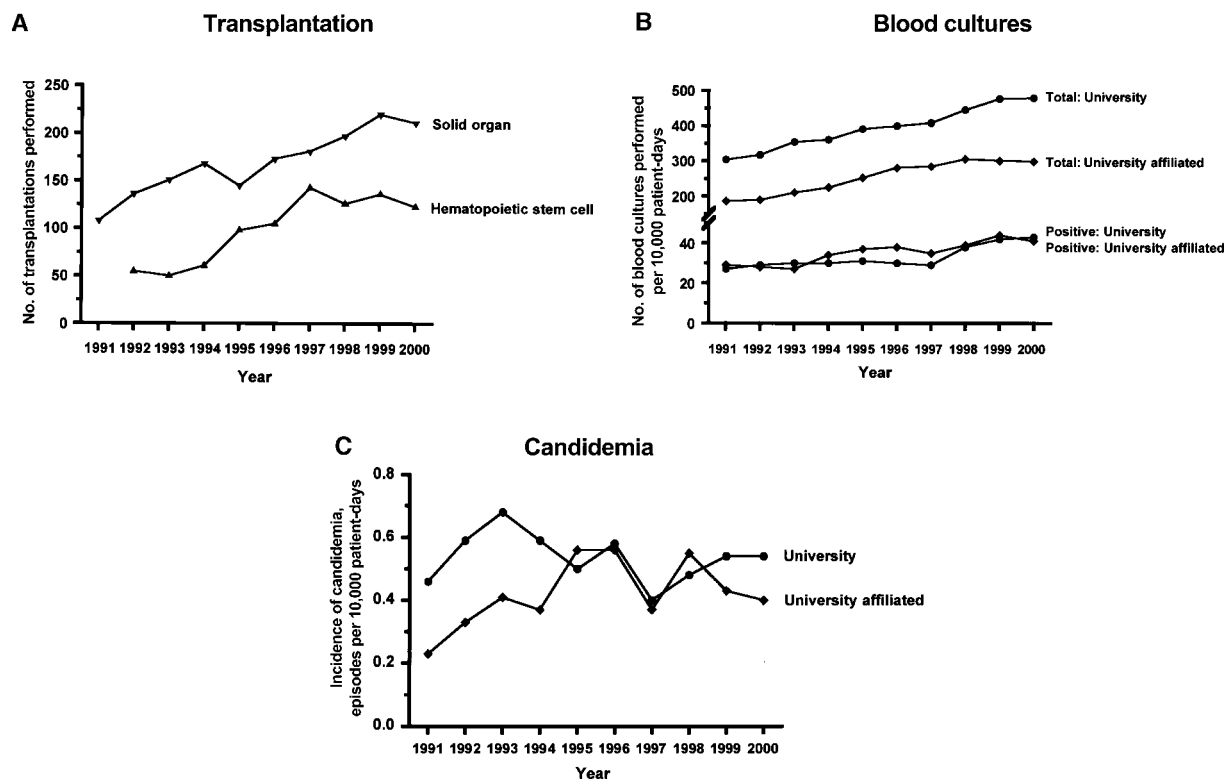 A
Transplantation
No. of transplantations performed
250
200
150
100
50
0
Solid organ
Hematopoietic stem cell
1991 1992 1993 1994 1995 1996 1997 1998 1999 2000
Year
B
Blood cultures
No. of blood cultures performed
per 10,000 patient-days
500
400
300
200
40
20
0
Total: University
Total: University affiliated
Positive: University
Positive: University affiliated
1991 1992 1993 1994 1995 1996 1997 1998 1999 2000
Year
C
Candidemia
Incidence of candidemia,
episodes per 10,000 patient-days
0.8
0.6
0.4
0.2
0.0
University
University affiliated
1991 1992 1993 1994 1995 1996 1997 1998 1999 2000
Year